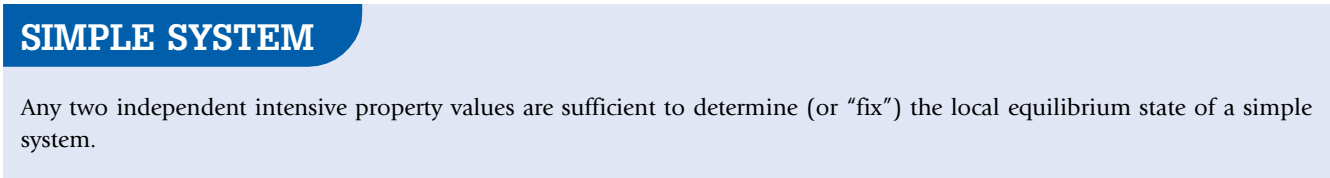 SIMPLE SYSTEM
Any two independent intensive property values are sufficient to determine (or “fix”) the local equilibrium state of a simple
system.